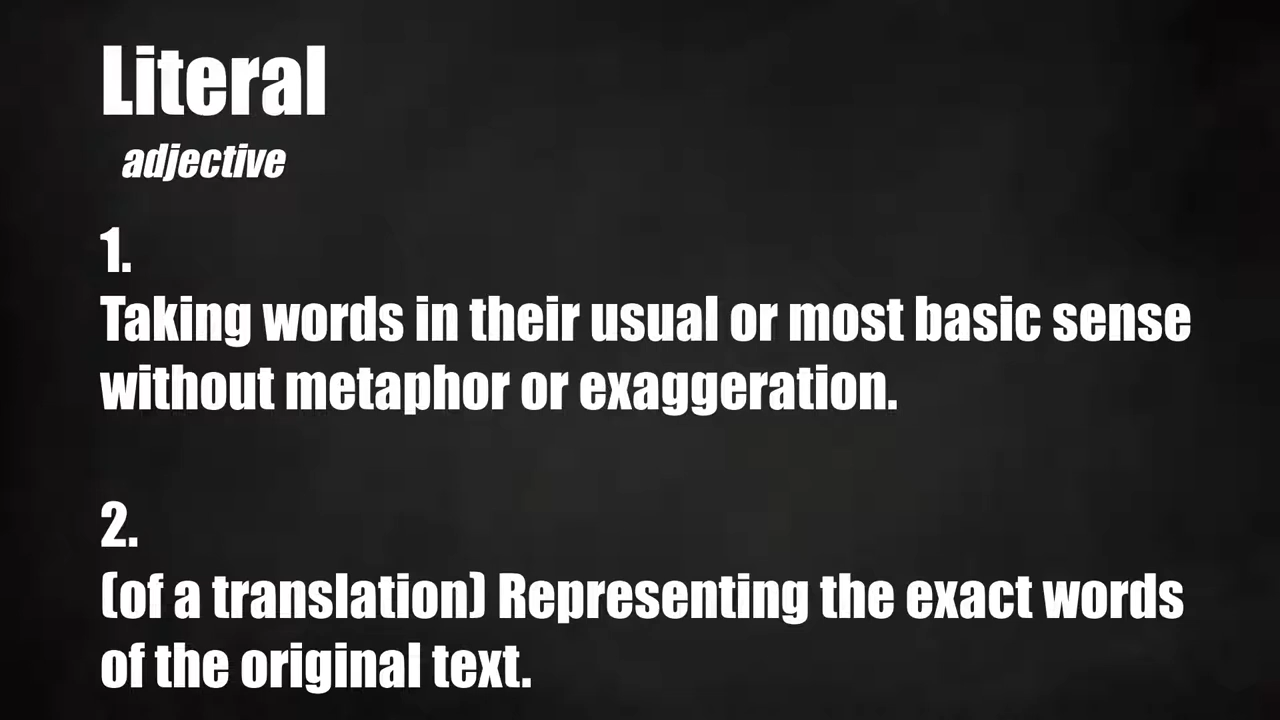 Literal
adjective
1.
Taking words in their usual or most basic sense
without metaphor or exaggeration.
2.
(of a translation) Representing the exact words
of the original text.